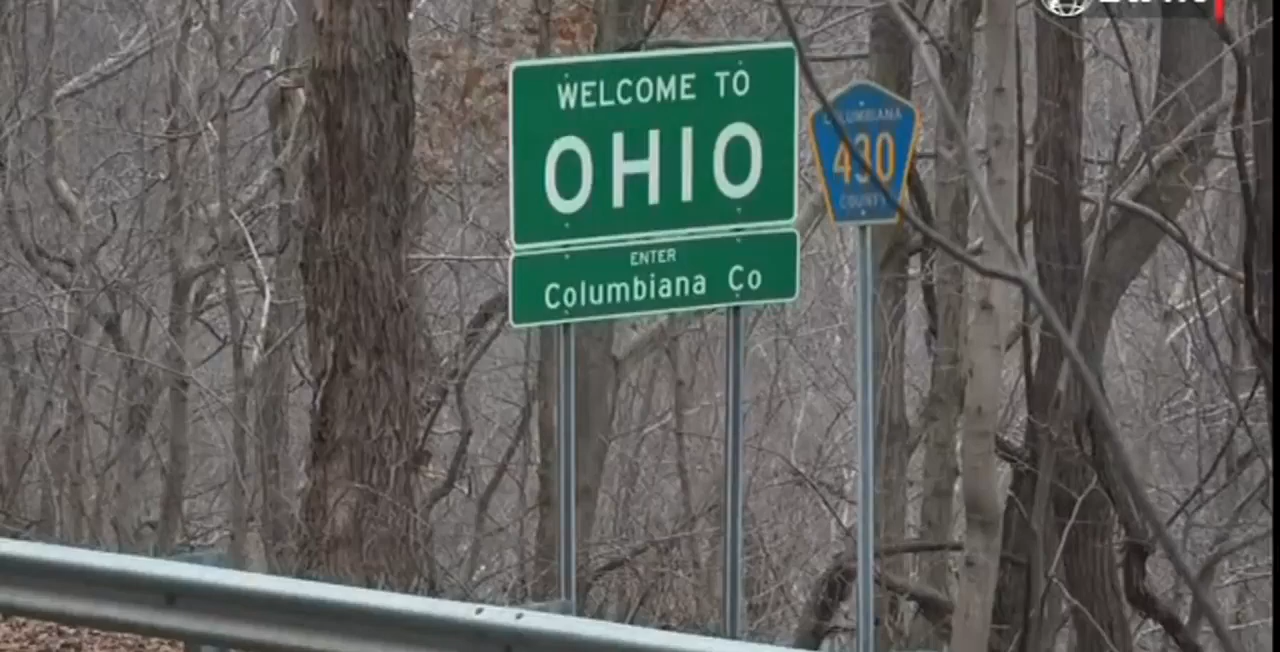 WELCOME TO
OHIO
ENTER
Columbiana Co
COLUMBIANA
430
COUNTY